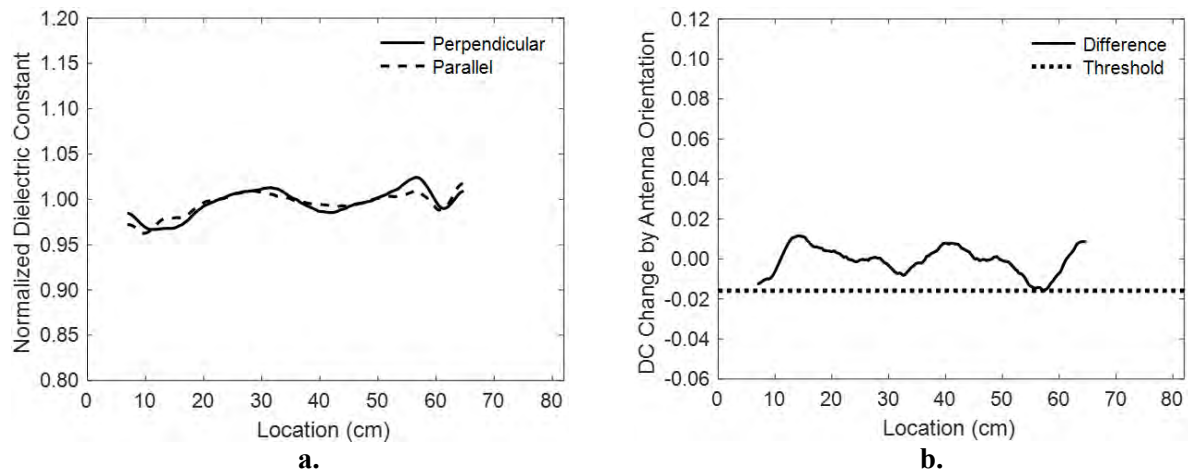 1.20
1.15
1.10
1.05
1.00
0.95
0.90
0.85
0.80
Normalized Dielectric Constant
Perpendicular
Parallel
0 10 20 30 40 50 60 70 80
Location (cm)
a.
0.12
0.10
0.08
0.06
0.04
0.02
0.00
-0.02
-0.04
-0.06
DC Change by Antenna Orientation
Difference
Threshold
0 10 20 30 40 50 60 70 80
Location (cm)
b.